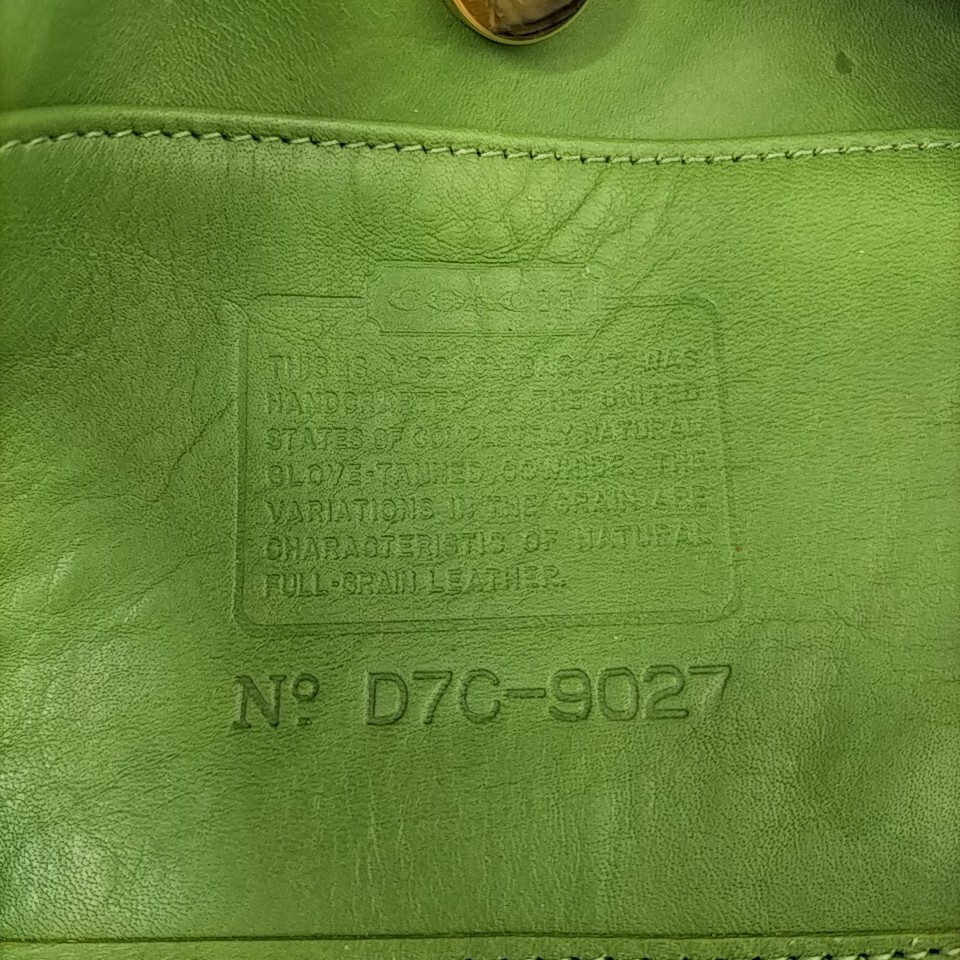 COACH
THIS IS A COACH BAG. IT WAS
HANDCRAFTED IN THE UNITED
STATES OF COMPLETELY NATURAL
GLOVE-TANNED COWHIDE. THE
VARIATIONS IN THE GRAIN ARE
CHARACTERISTIC OF NATURAL
FULL-GRAIN LEATHER.
Nº D7C-9027